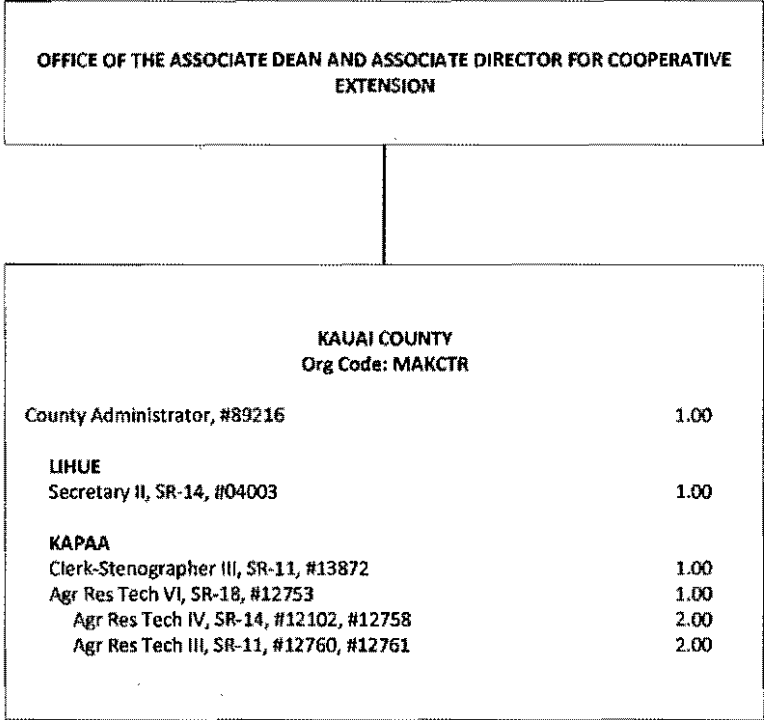 OFFICE OF THE ASSOCIATE DEAN AND ASSOCIATE DIRECTOR FOR COOPERATIVE
EXTENSION
KAUAI COUNTY
Org Code: MAKCTR
County Administrator, #89216 1.00
LIHUE
Secretary II, SR-14, #04003 1.00
KAPAA
Clerk-Stenographer III, SR-11, #13872 1.00
Agr Res Tech VI, SR-18, #12753 1.00
Agr Res Tech IV, SR-14, #12102, #12758 2.00
Agr Res Tech III, SR-11, #12760, #12761 2.00